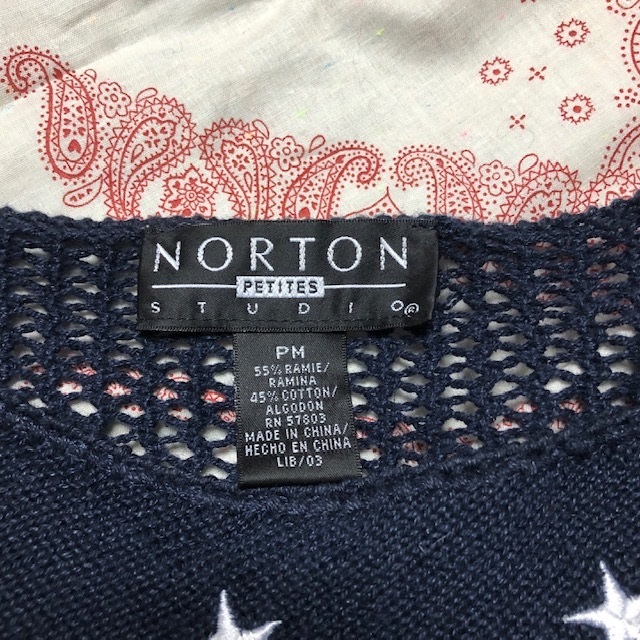 NORTON
PETITES
STUDIO®
PM
55% RAMIE/
RAMINA
45% COTTON/
ALGODON
RN 57803
MADE IN CHINA/
HECHO EN CHINA
LIB/03